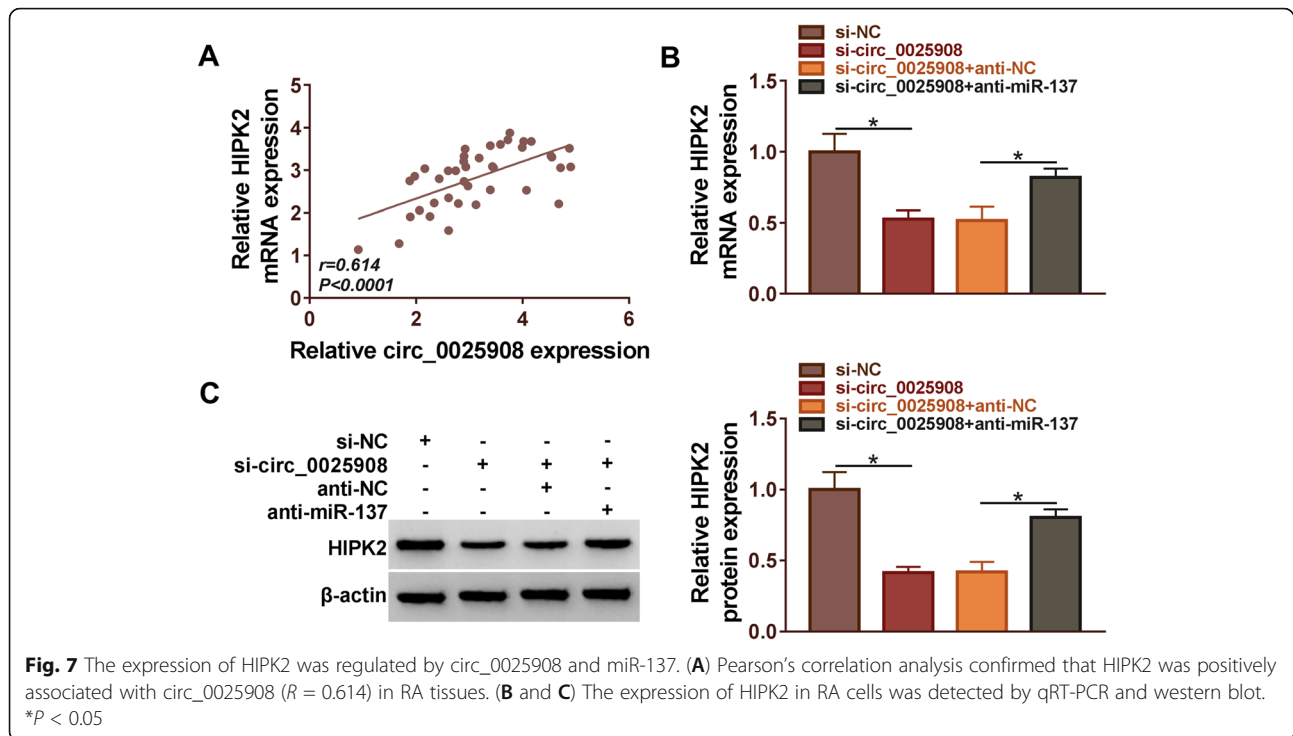 A
Relative HIPK2
mRNA expression
5
4
3
2
1
0
r=0.614
P<0.0001
0
2
4
6
Relative circ_0025908 expression
B
si-NC
si-circ_0025908
si-circ_0025908+anti-NC
si-circ_0025908+anti-miR-137
Relative HIPK2
mRNA expression
1.5
1.0
0.5
0.0
*
*
C
si-NC + - - -
si-circ_0025908 - + + +
anti-NC - - + -
anti-miR-137 - - - +
HIPK2
β-actin
si-NC
si-circ_0025908
si-circ_0025908+anti-NC
si-circ_0025908+anti-miR-137
Relative HIPK2
protein expression
1.5
1.0
0.5
0.0
*
*
Fig. 7 The expression of HIPK2 was regulated by circ_0025908 and miR-137. (A) Pearson's correlation analysis confirmed that HIPK2 was positively
associated with circ_0025908 (R = 0.614) in RA tissues. (B and C) The expression of HIPK2 in RA cells was detected by qRT-PCR and western blot.
*P < 0.05